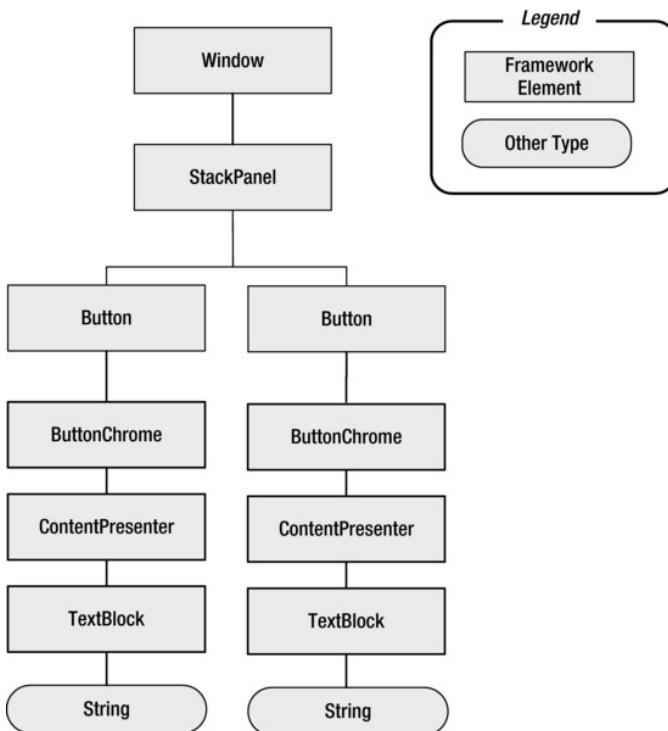 Legend
Window
Framework
Element
Other Type
StackPanel
Button
Button
ButtonChrome
ButtonChrome
ContentPresenter
ContentPresenter
TextBlock
TextBlock
String
String